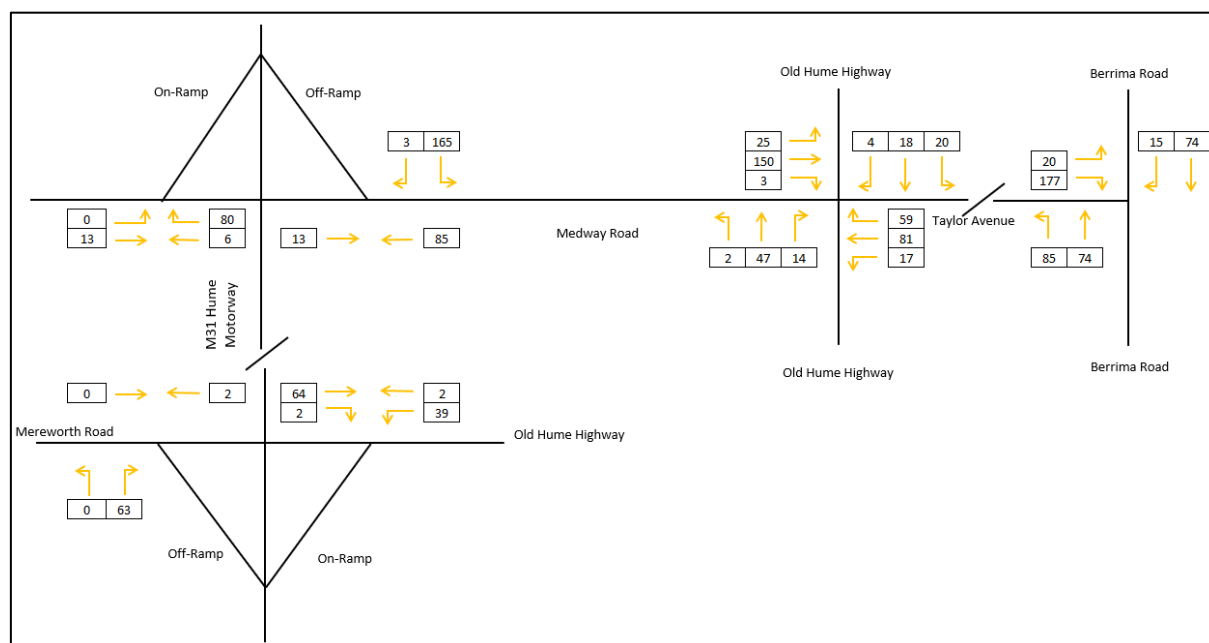 Old Hume Highway
Berrima Road
On-Ramp
Off-Ramp
3 165
25
150
3
4 18 20
20
177
15 74
0
13
80
6
13
85
Medway Road
2 47 14
59
81
17
Taylor Avenue
85 74
M31 Hume
Motorway
Old Hume Highway
Berrima Road
0
2
64
2
2
39
Mereworth Road
Old Hume Highway
0 63
Off-Ramp
On-Ramp